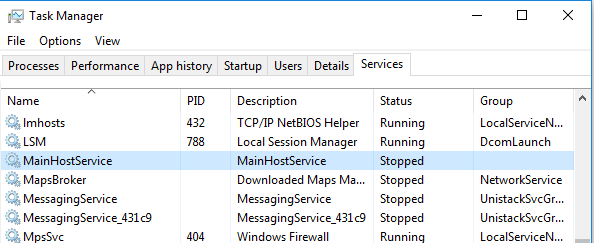 Task Manager
File Options View
Processes Performance App history Startup Users Details Services
Name PID Description Status Group
lmhosts 432 TCP/IP NetBIOS Helper Running LocalServiceN...
LSM 788 Local Session Manager Running DcomLaunch
MainHostService MainHostService Stopped
MapsBroker Downloaded Maps Ma... Stopped NetworkService
MessagingService MessagingService Stopped UnistackSvcGr...
MessagingService_431c9 MessagingService_431c9 Stopped UnistackSvcGr...
MpsSvc 404 Windows Firewall Running LocalServiceN...